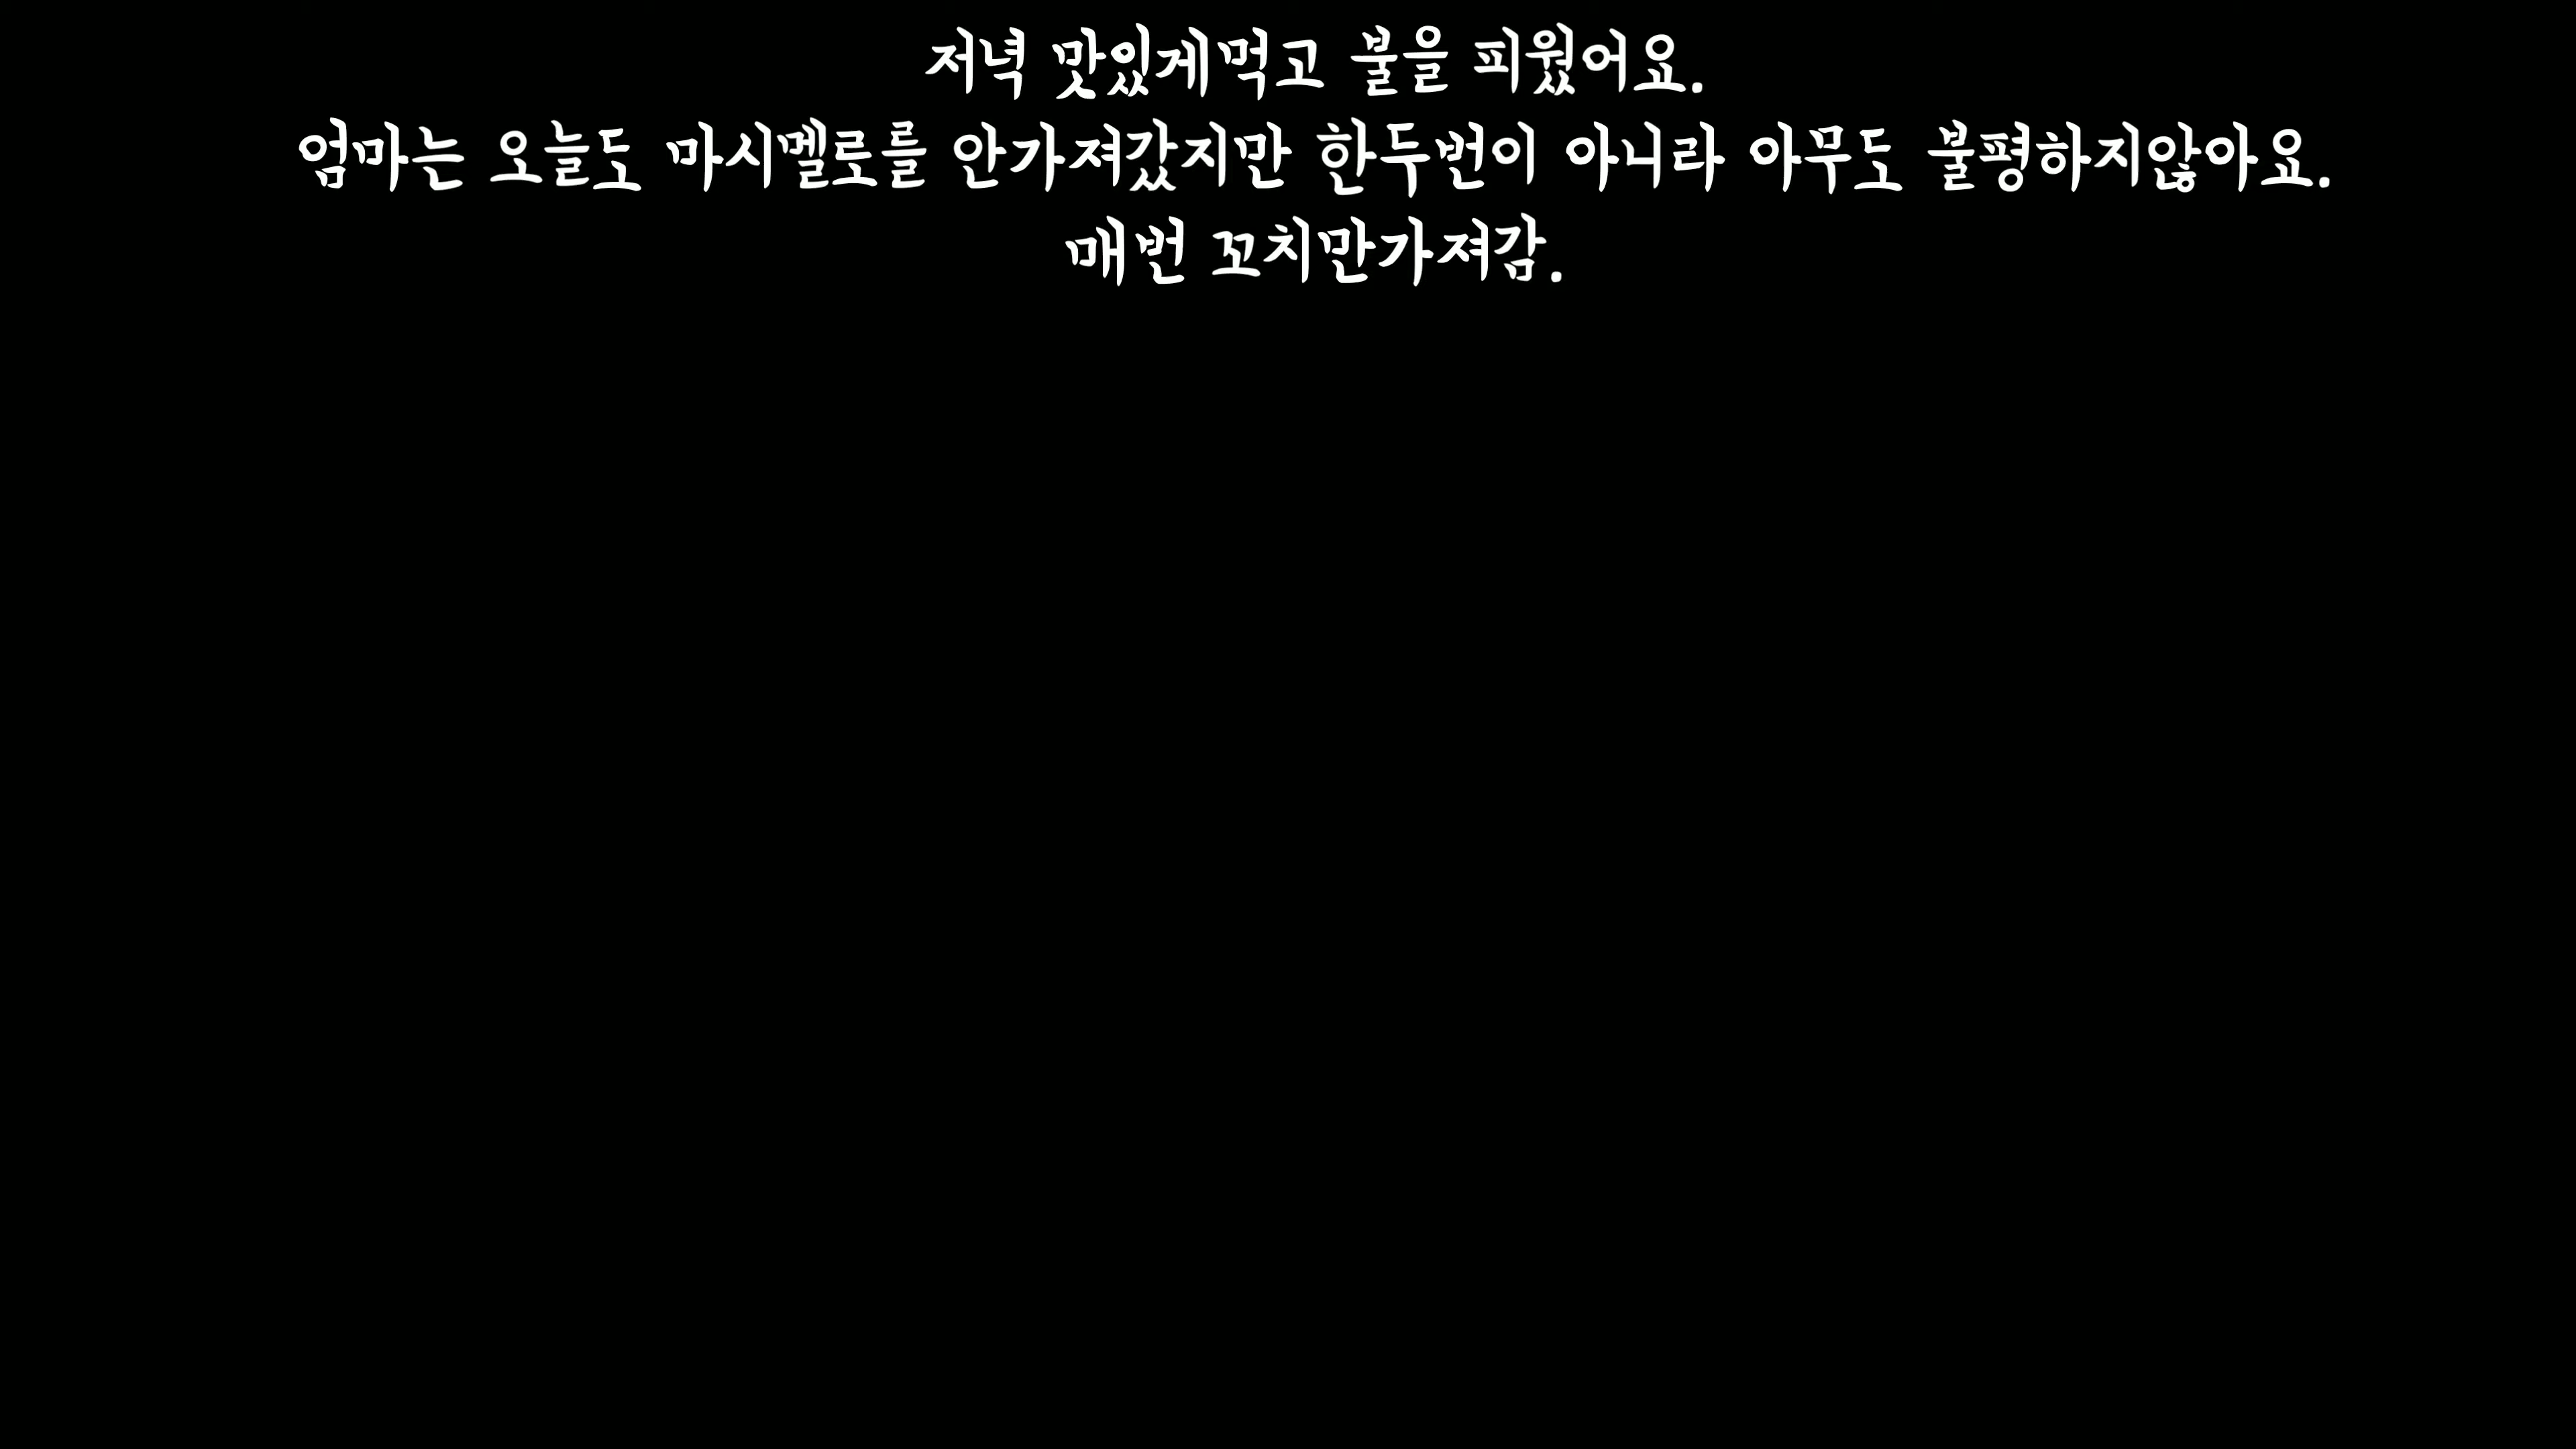 저녁 맛있게먹고 불을 피웠어요.
엄마는 오늘도 마시멜로를 안가져갔지만 한두번이 아니라 아무도 불평하지않아요.
매번 꼬치만가져감.